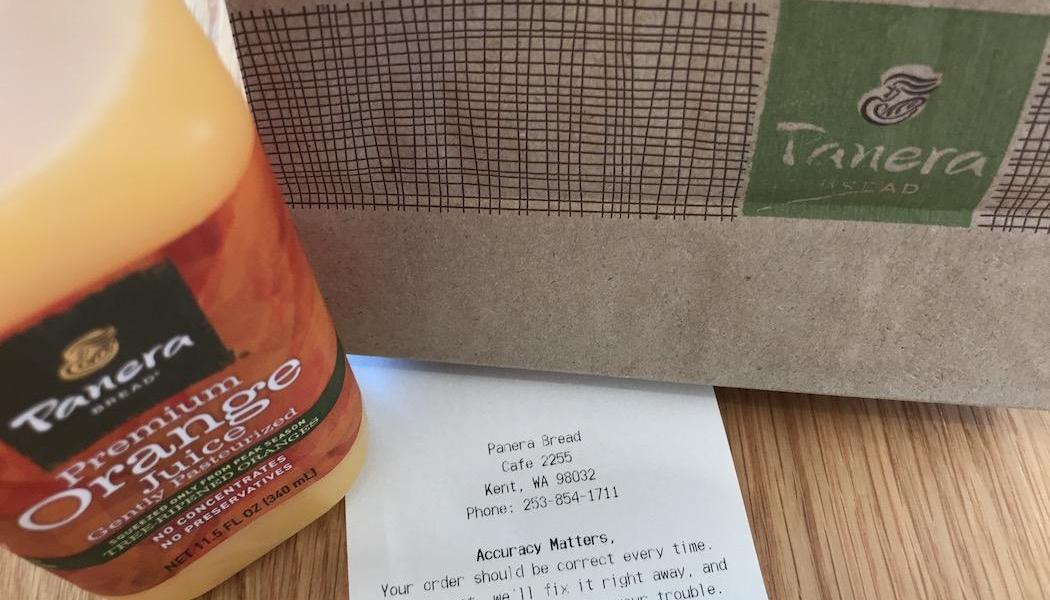 Panera
BREAD
Panera
BREAD
Premium
Orange
Juice
Gently Pasteurized
SQUEEZED ONLY FROM PEAK SEASON
TREE-RIPENED ORANGES
NO CONCENTRATES
NO PRESERVATIVES
NET 11.5 FL OZ (340 mL)
Panera Bread
Cafe 2255
Kent, WA 98032
Phone: 253-854-1711
Accuracy Matters,
Your order should be correct every time.
we'll fix it right away, and
your trouble.